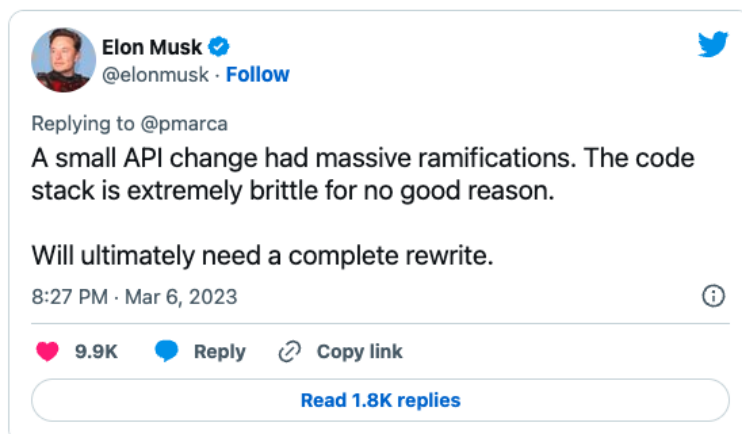 Elon Musk
@elonmusk · Follow
Replying to @pmarca
A small API change had massive ramifications. The code
stack is extremely brittle for no good reason.
Will ultimately need a complete rewrite.
8:27 PM · Mar 6, 2023
9.9K Reply Copy link
Read 1.8K replies